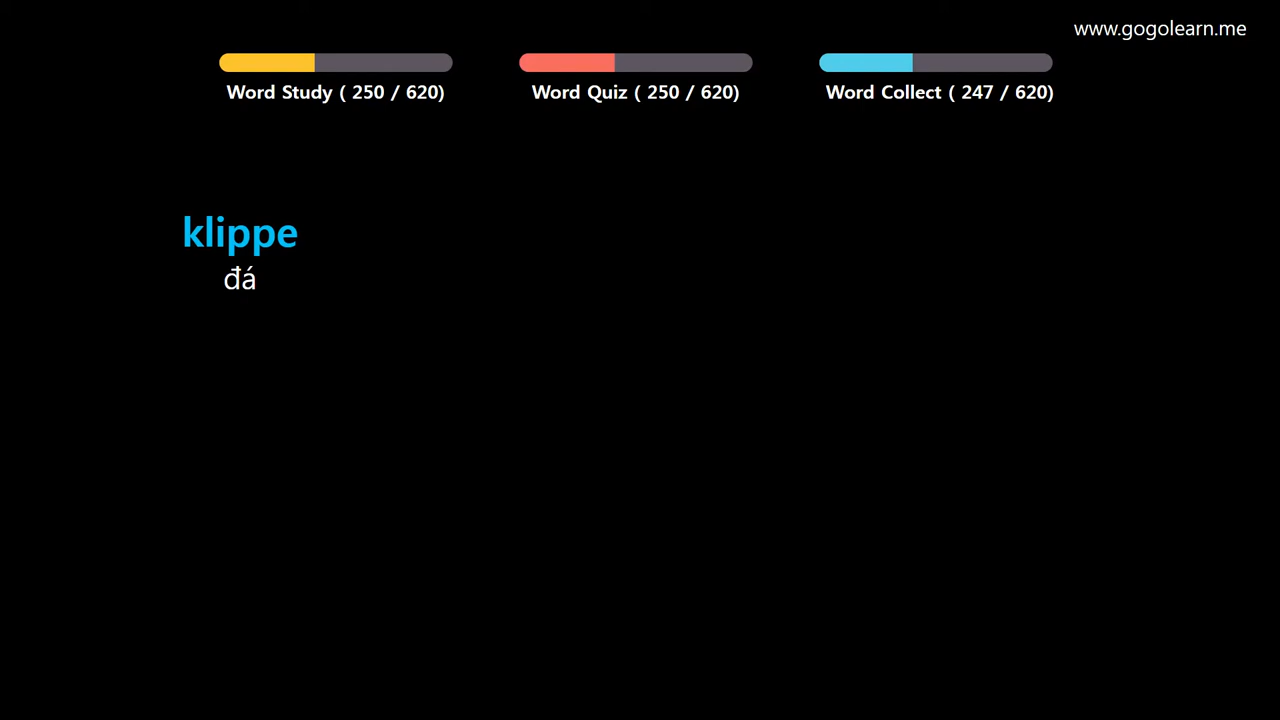 www.gogolearn.me
Word Study ( 250 / 620)
Word Quiz ( 250 / 620)
Word Collect ( 247 / 620)
klippe
đá